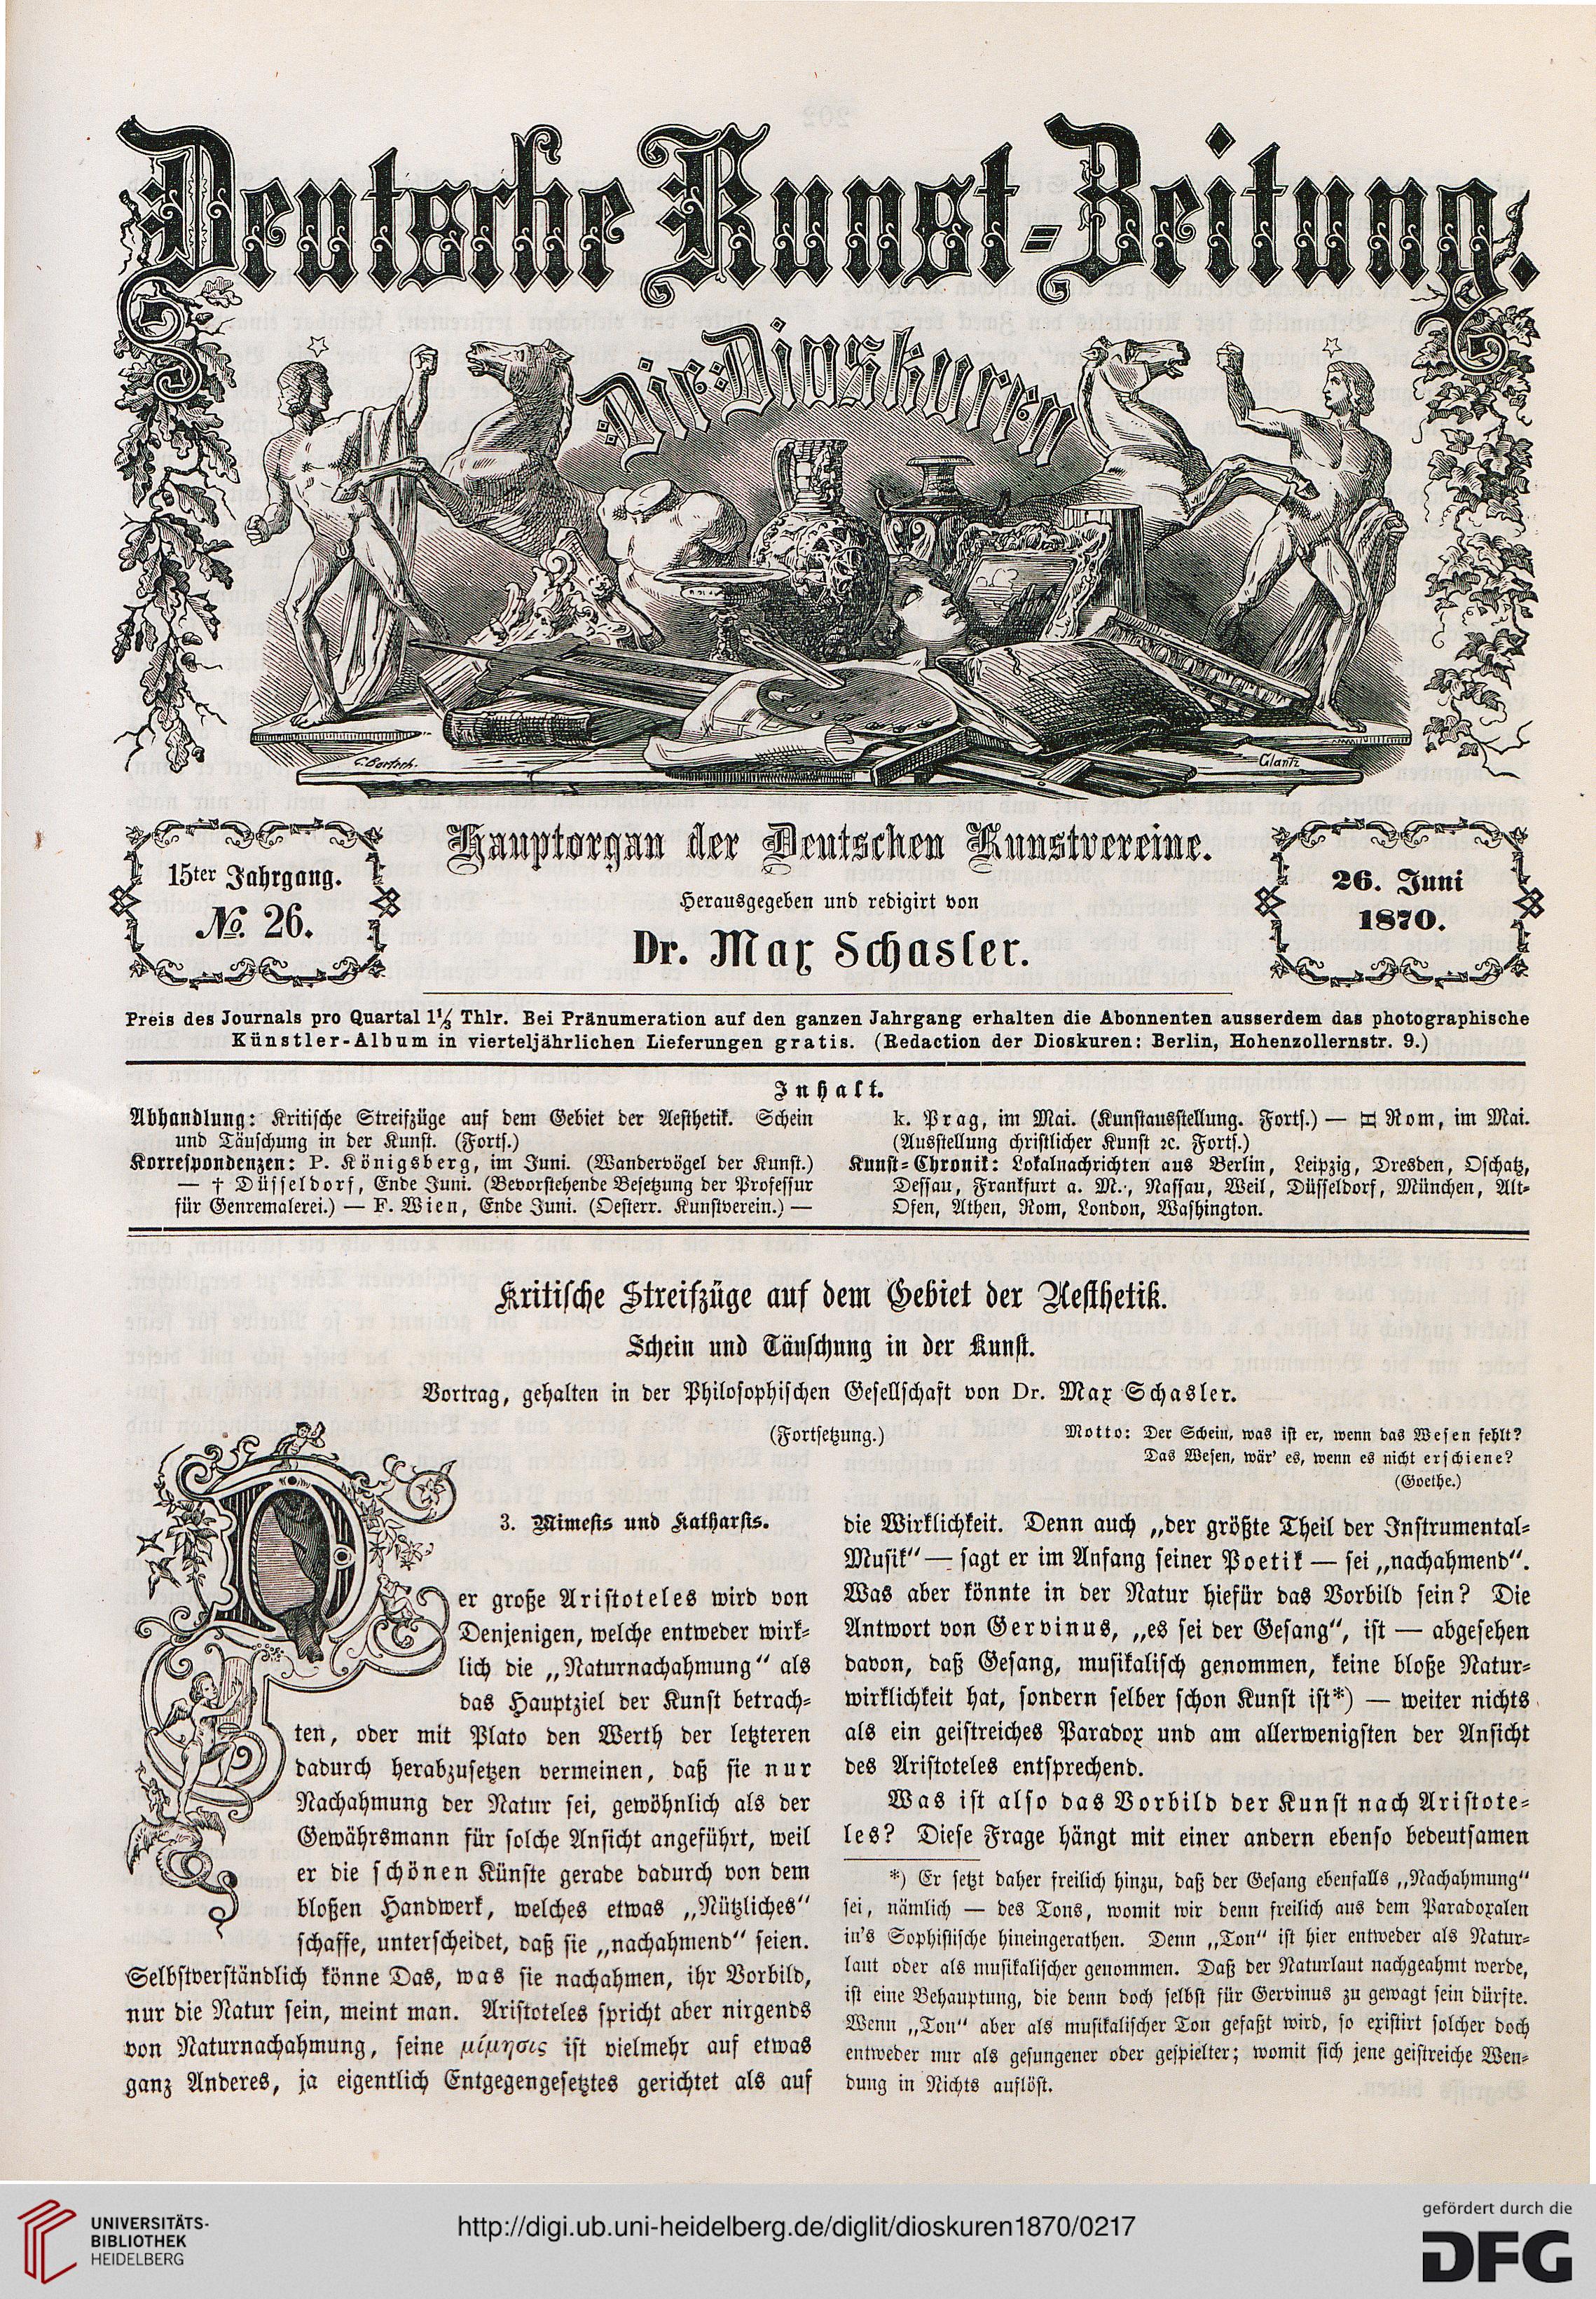 Deutsche Kunst-Zeitung.
Die Dioskuren
C. Bartsch.
Glantz
15ter Jahrgang.
№. 26.
Hauptorgan der Deutschen Kunstvereine.
Herausgegeben und redigirt von
Dr. Max Schasler.
26. Juni
1870.
Preis des Journals pro Quartal 1⅓ Thlr. Bei Pränumeration auf den ganzen Jahrgang erhalten die Abonnenten ausserdem das photographische
Künstler-Album in vierteljährlichen Lieferungen gratis. (Redaction der Dioskuren: Berlin, Hohenzollernstr. 9.)
Inhalt.
Abhandlung: Kritische Streifzüge auf dem Gebiet der Aesthetik. Schein
und Täuschung in der Kunst. (Forts.)
Korrespondenzen: P. Königsberg, im Juni. (Wandervögel der Kunst.)
— † Düsseldorf, Ende Juni. (Bevorstehende Besetzung der Professur
für Genremalerei.) — F. Wien, Ende Juni. (Oesterr. Kunstverein.) —
k. Prag, im Mai. (Kunstausstellung. Forts.) — ♓ Rom, im Mai.
(Ausstellung christlicher Kunst ꝛc. Forts.)
Kunst-Chronik: Lokalnachrichten aus Berlin, Leipzig, Dresden, Oschatz,
Dessau, Frankfurt a. M., Nassau, Weil, Düsseldorf, München, Alt-
Ofen, Athen, Rom, London, Washington.
Kritische Streifzüge auf dem Gebiet der Aesthetik.
Schein und Täuschung in der Kunst.
Vortrag, gehalten in der Philosophischen Gesellschaft von Dr. Max Schasler.
(Fortsetzung.)
Motto: Der Schein, was ist er, wenn das Wesen fehlt?
Das Wesen, wär' es, wenn es nicht erschiene?
(Goethe.)
3. Mimesis und Katharsis.
Der große Aristoteles wird von
Denjenigen, welche entweder wirk-
lich die „Naturnachahmung“ als
das Hauptziel der Kunst betrach-
ten, oder mit Plato den Werth der letzteren
dadurch herabzusetzen vermeinen, daß sie nur
Nachahmung der Natur sei, gewöhnlich als der
Gewährsmann für solche Ansicht angeführt, weil
er die schönen Künste gerade dadurch von dem
bloßen Handwerk, welches etwas „Nützliches“
schaffe, unterscheidet, daß sie „nachahmend“ seien.
Selbstverständlich könne Das, was sie nachahmen, ihr Vorbild,
nur die Natur sein, meint man. Aristoteles spricht aber nirgends
von Naturnachahmung, seine μίμησις ist vielmehr auf etwas
ganz Anderes, ja eigentlich Entgegengesetztes gerichtet als auf
die Wirklichkeit. Denn auch „der größte Theil der Instrumental-
Musik“ — sagt er im Anfang seiner Poetik — sei „nachahmend“.
Was aber könnte in der Natur hiefür das Vorbild sein? Die
Antwort von Gervinus, „es sei der Gesang“, ist — abgesehen
davon, daß Gesang, musikalisch genommen, keine bloße Natur-
wirklichkeit hat, sondern selber schon Kunst ist*) — weiter nichts
als ein geistreiches Paradox und am allerwenigsten der Ansicht
des Aristoteles entsprechend.
Was ist also das Vorbild der Kunst nach Aristote-
les? Diese Frage hängt mit einer andern ebenso bedeutsamen
*) Er setzt daher freilich hinzu, daß der Gesang ebenfalls „Nachahmung“
sei, nämlich — des Tons, womit wir denn freilich aus dem Paradoxalen
in's Sophistische hineingerathen. Denn „Ton“ ist hier entweder als Natur-
laut oder als musikalischer genommen. Daß der Naturlaut nachgeahmt werde,
ist eine Behauptung, die denn doch selbst für Gervinus zu gewagt sein dürfte.
Wenn „Ton“ aber als musikalischer Ton gefaßt wird, so existirt solcher doch
entweder nur als gesungener oder gespielter; womit sich jene geistreiche Wen-
dung in Nichts auflöst.
UNIVERSITÄTS-
BIBLIOTHEK
HEIDELBERG
http://digi.ub.uni-heidelberg.de/diglit/dioskuren1870/0217
gefördert durch die
DFG